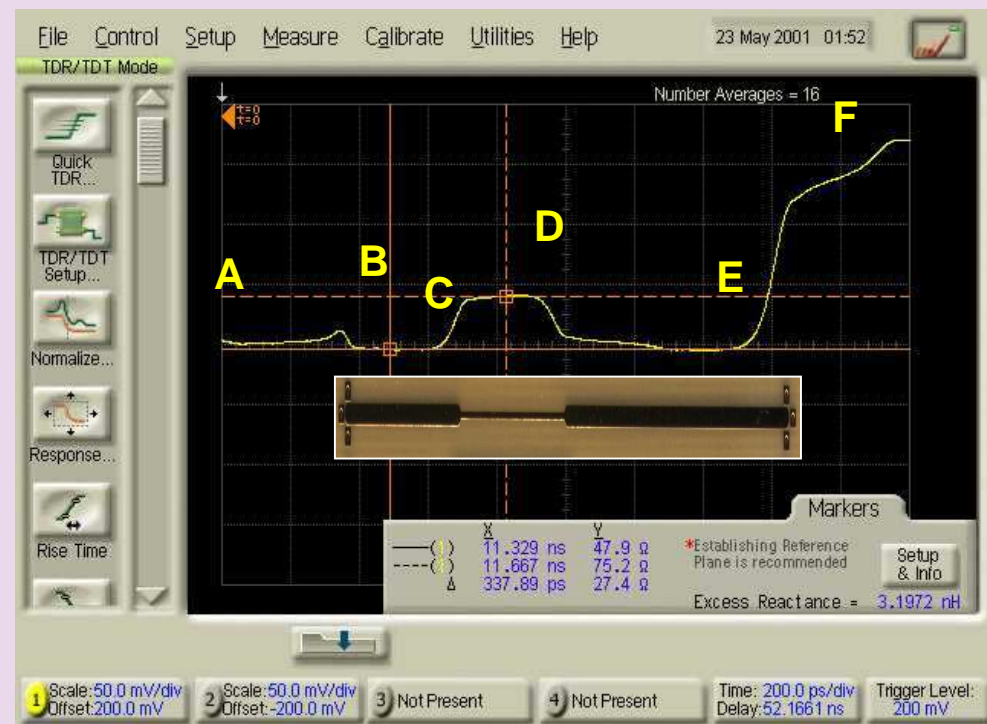 File Control Setup Measure Calibrate Utilities Help 23 May 2001 01:52
TDR/TDT Mode
Number Averages = 16
t=0
t=0
Quick
TDR...
TDR/TDT
Setup...
Normalize...
Response...
Rise Time
A
B
C
D
E
F
Markers
X Y
——(1) 11.329 ns 47.9 Ω
----(1) 11.667 ns 75.2 Ω
Δ 337.89 ps 27.4 Ω
*Establishing Reference
Plane is recommended
Setup
& Info
Excess Reactance = 3.1972 nH
1 Scale:50.0 mV/div
Offset:200.0 mV
2 Scale:50.0 mV/div
Offset:-200.0 mV
3 Not Present
4 Not Present
Time: 200.0 ps/div
Delay:52.1661 ns
Trigger Level:
200 mV